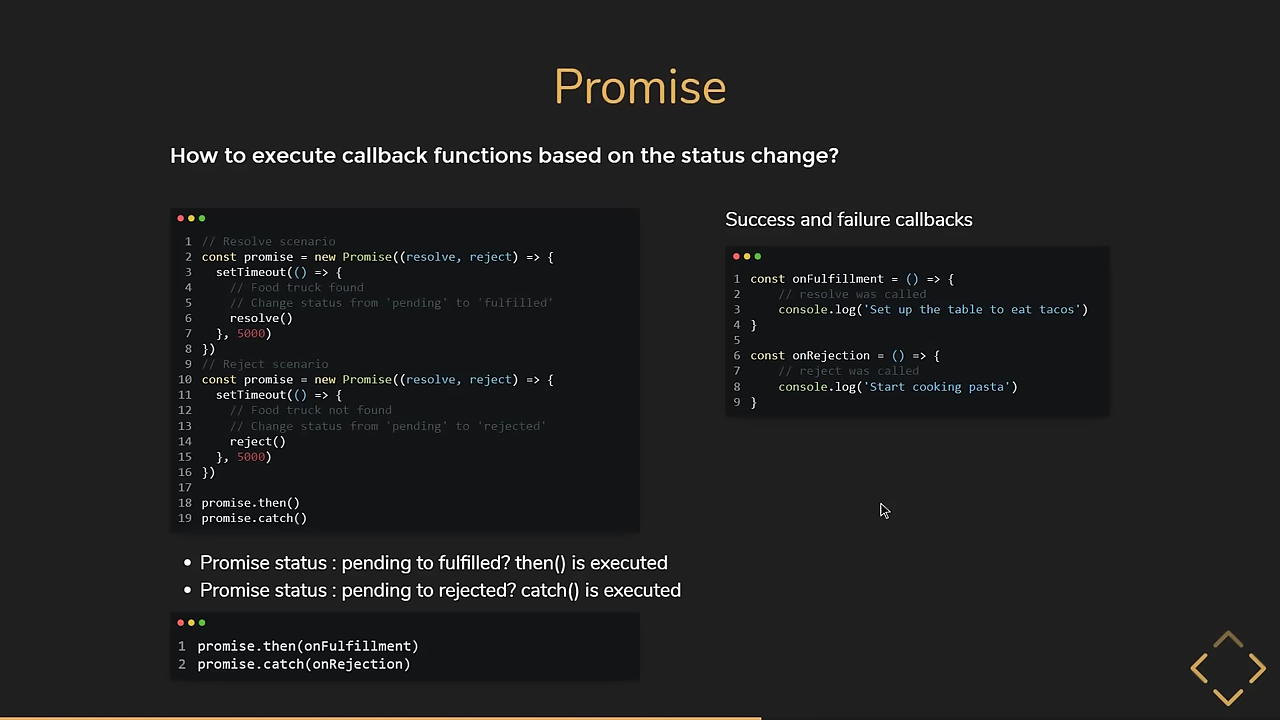 Promise
How to execute callback functions based on the status change?
1 // Resolve scenario
2 const promise = new Promise((resolve, reject) => {
3   setTimeout(() => {
4     // Food truck found
5     // Change status from 'pending' to 'fulfilled'
6     resolve()
7   }, 5000)
8 })
9 // Reject scenario
10 const promise = new Promise((resolve, reject) => {
11   setTimeout(() => {
12     // Food truck not found
13     // Change status from 'pending' to 'rejected'
14     reject()
15   }, 5000)
16 })
17
18 promise.then()
19 promise.catch()
• Promise status : pending to fulfilled? then() is executed
• Promise status : pending to rejected? catch() is executed
1 promise.then(onFulfillment)
2 promise.catch(onRejection)
Success and failure callbacks
1 const onFulfillment = () => {
2     // resolve was called
3     console.log('Set up the table to eat tacos')
4 }
5
6 const onRejection = () => {
7     // reject was called
8     console.log('Start cooking pasta')
9 }